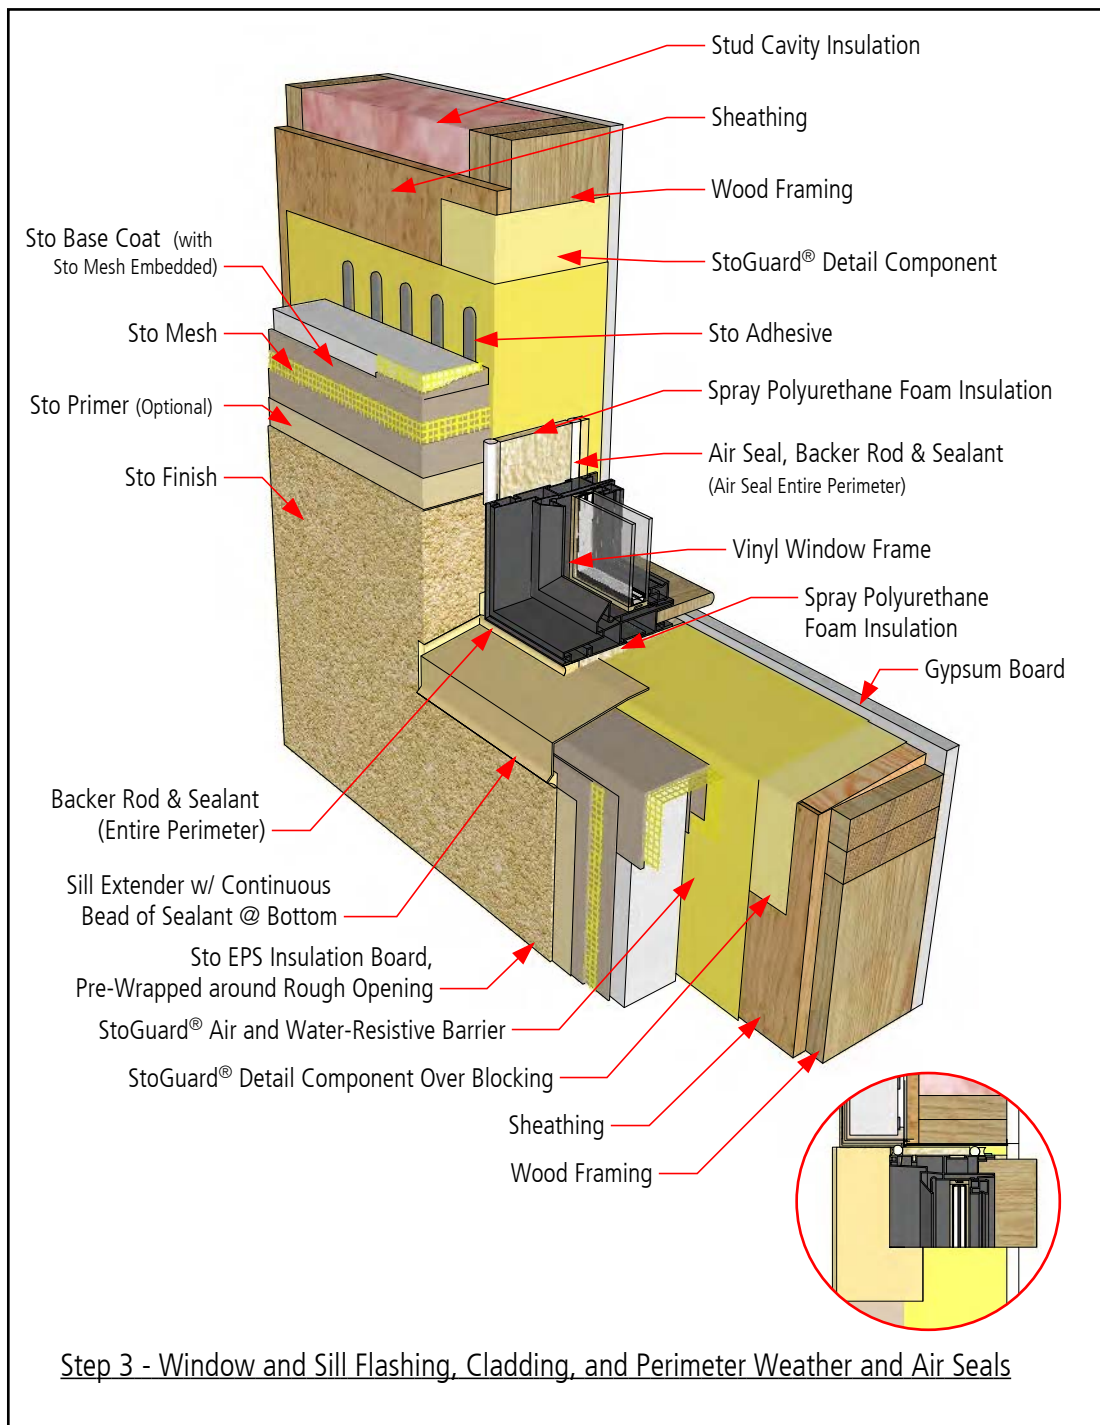 Stud Cavity Insulation
Sheathing
Wood Framing
Sto Base Coat (with
Sto Mesh Embedded)
StoGuard® Detail Component
Sto Mesh
Sto Adhesive
Spray Polyurethane Foam Insulation
Sto Primer (Optional)
Air Seal, Backer Rod & Sealant
(Air Seal Entire Perimeter)
Sto Finish
Vinyl Window Frame
Spray Polyurethane
Foam Insulation
Gypsum Board
Backer Rod & Sealant
(Entire Perimeter)
Sill Extender w/ Continuous
Bead of Sealant @ Bottom
Sto EPS Insulation Board,
Pre-Wrapped around Rough Opening
StoGuard® Air and Water-Resistive Barrier
StoGuard® Detail Component Over Blocking
Sheathing
Wood Framing
Step 3 - Window and Sill Flashing, Cladding, and Perimeter Weather and Air Seals